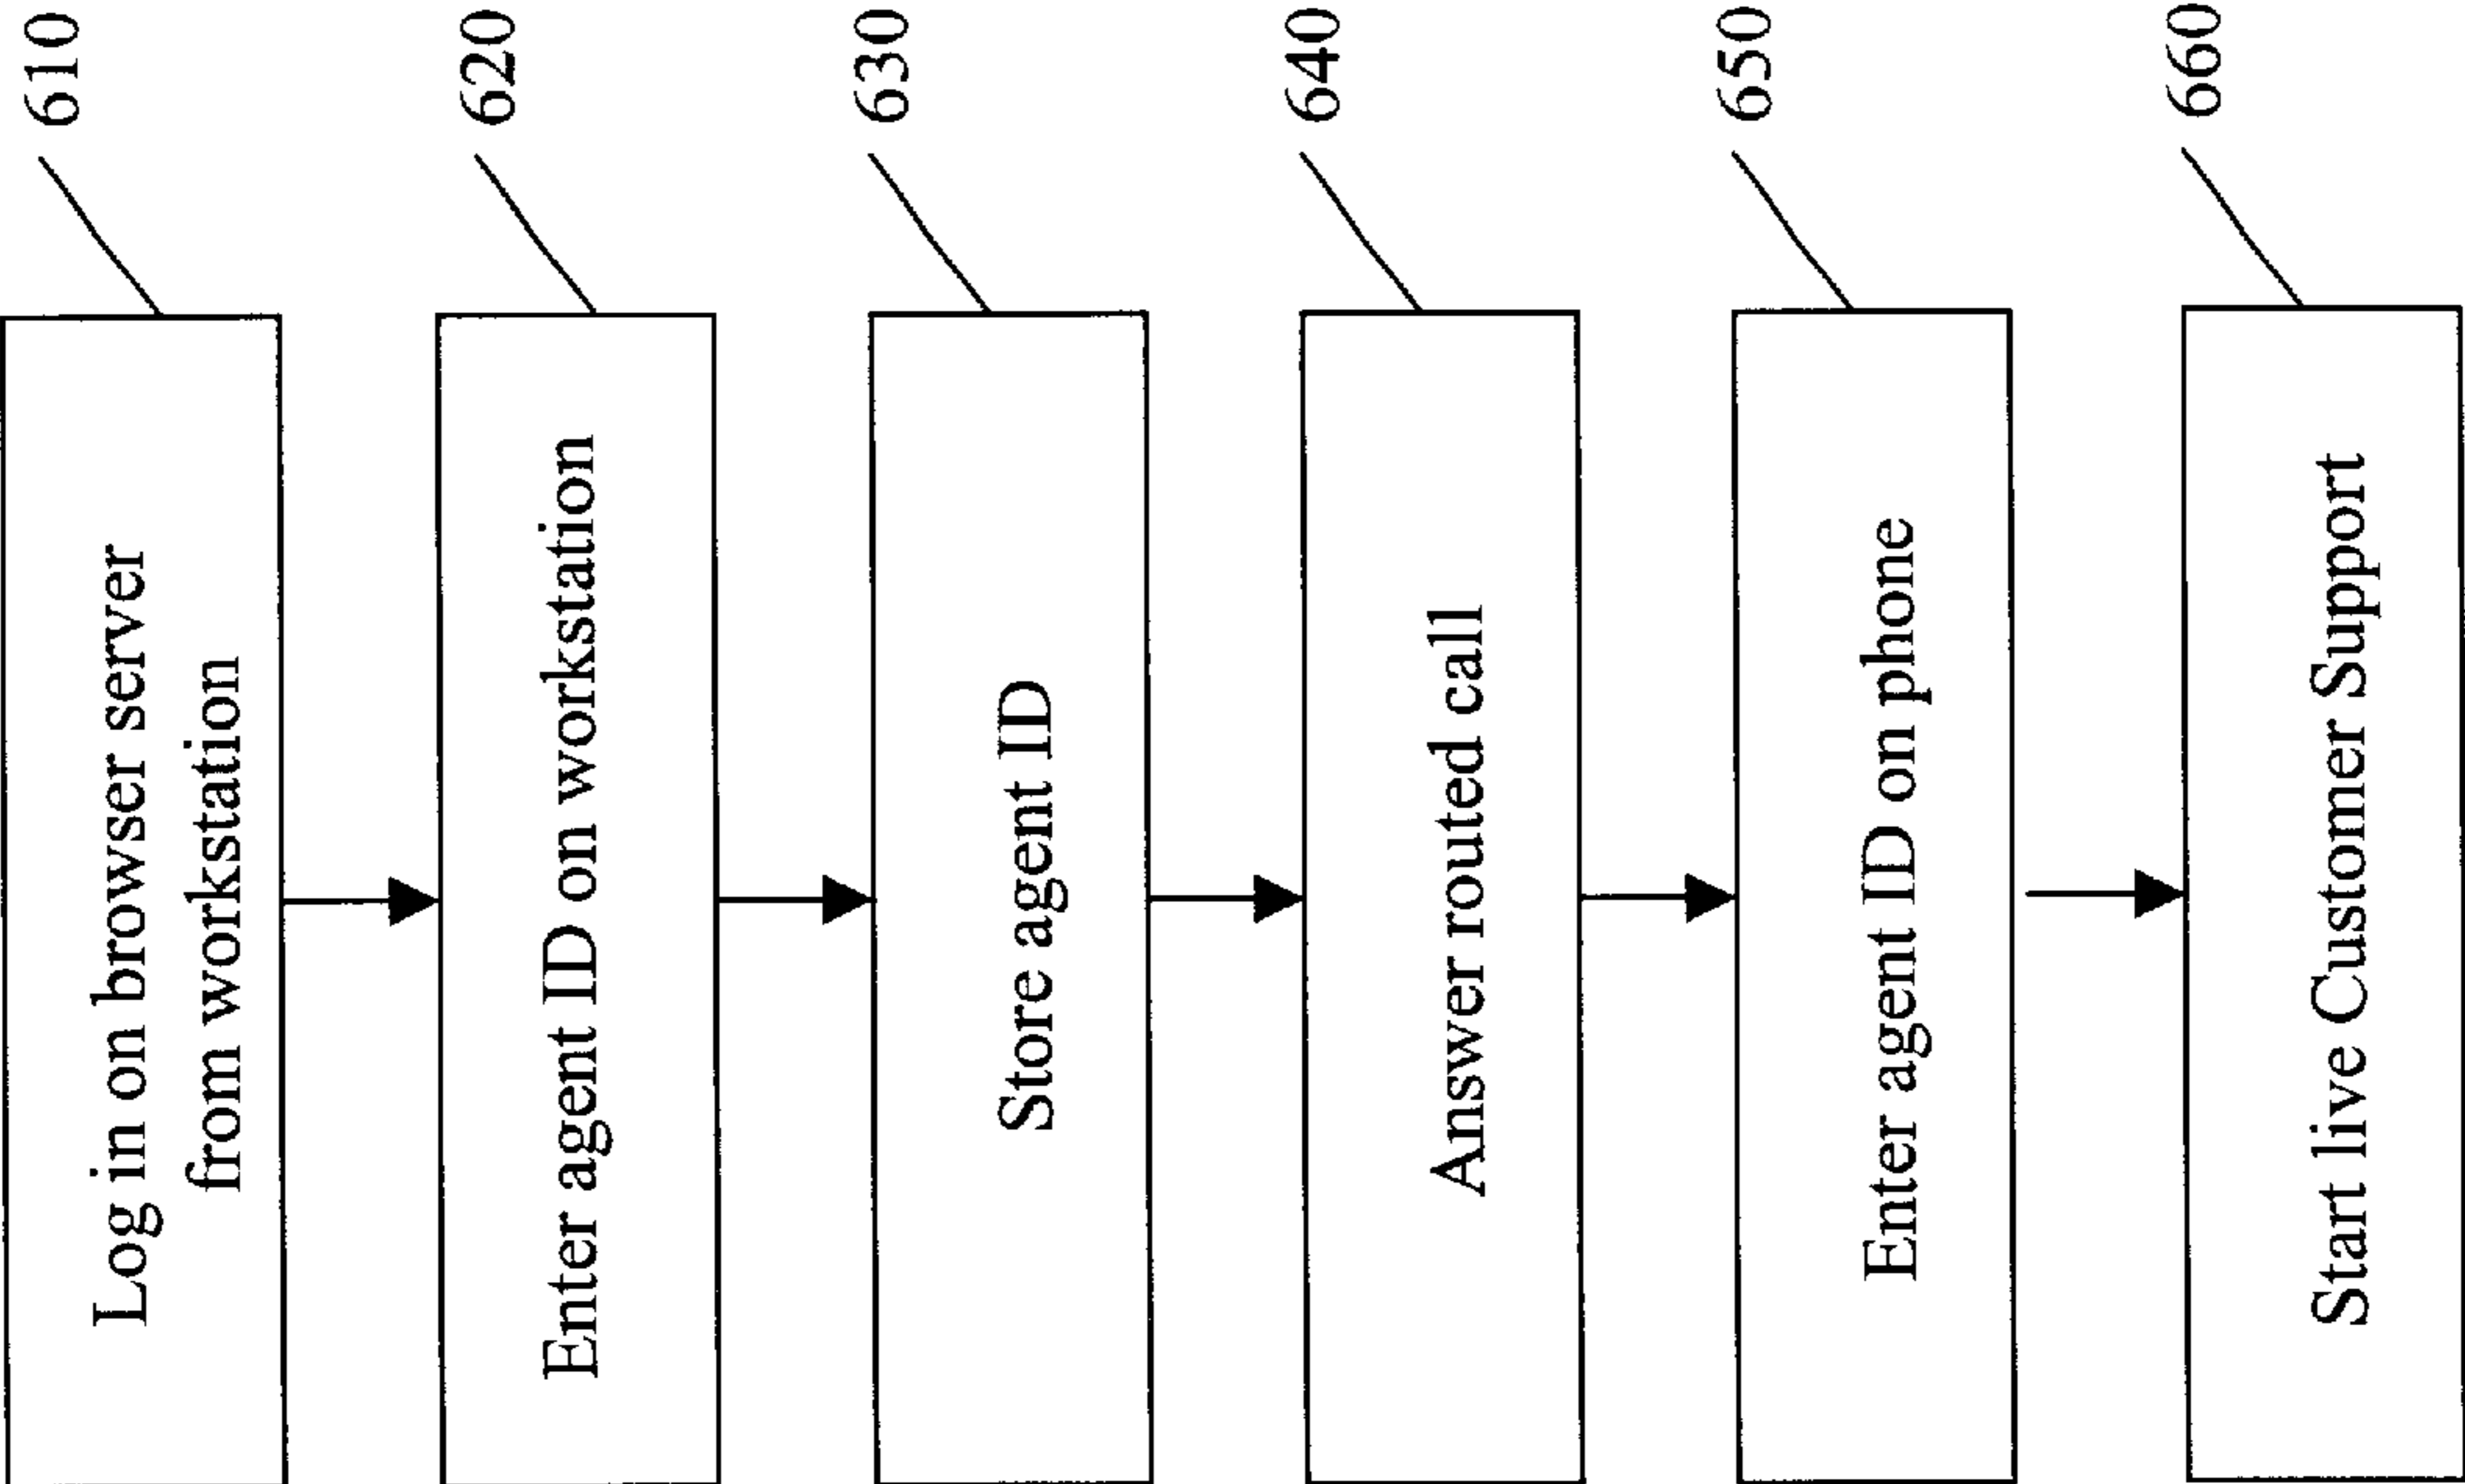 Log in on browser server
from workstation
610
Enter agent ID on workstation
620
Store agent ID
630
Answer routed call
640
Enter agent ID on phone
650
Start live Customer Support
660